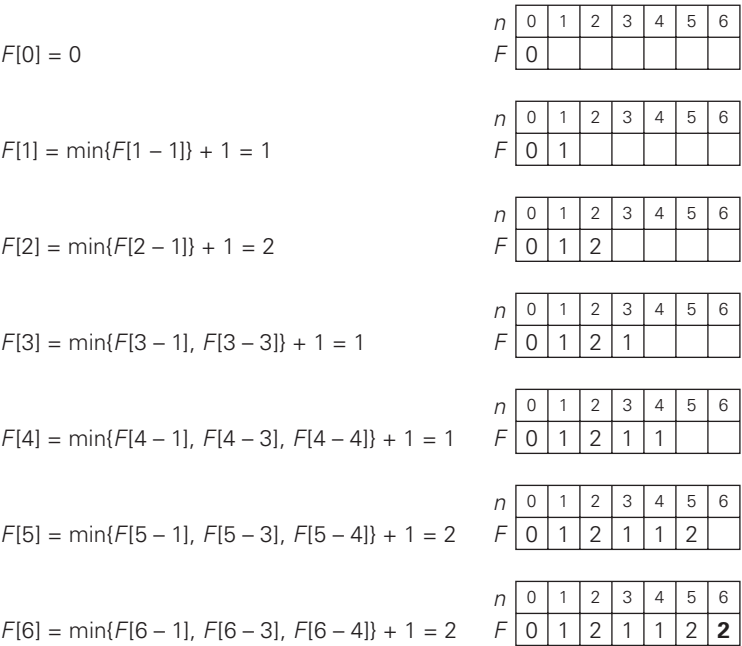 n 0 1 2 3 4 5 6
F[0] = 0 F 0
n 0 1 2 3 4 5 6
F[1] = min{F[1 – 1]} + 1 = 1 F 0 1
n 0 1 2 3 4 5 6
F[2] = min{F[2 – 1]} + 1 = 2 F 0 1 2
n 0 1 2 3 4 5 6
F[3] = min{F[3 – 1], F[3 – 3]} + 1 = 1 F 0 1 2 1
n 0 1 2 3 4 5 6
F[4] = min{F[4 – 1], F[4 – 3], F[4 – 4]} + 1 = 1 F 0 1 2 1 1
n 0 1 2 3 4 5 6
F[5] = min{F[5 – 1], F[5 – 3], F[5 – 4]} + 1 = 2 F 0 1 2 1 1 2
n 0 1 2 3 4 5 6
F[6] = min{F[6 – 1], F[6 – 3], F[6 – 4]} + 1 = 2 F 0 1 2 1 1 2 2